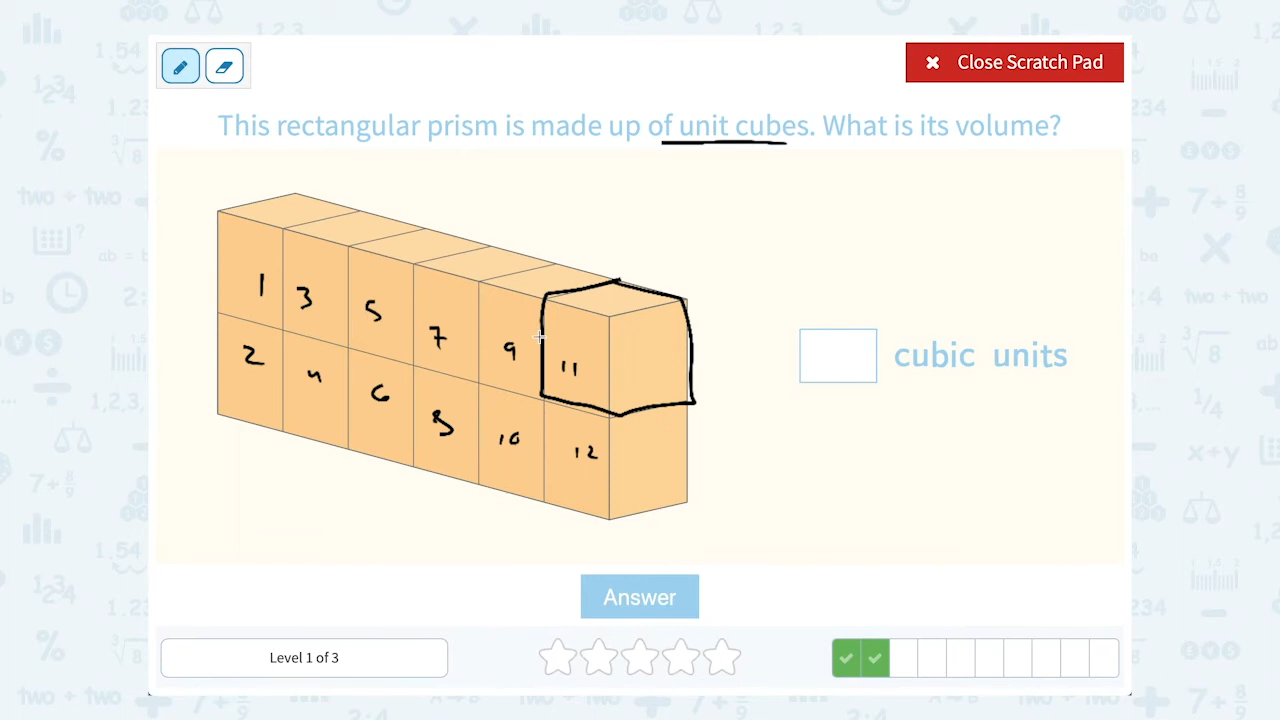 Close Scratch Pad
This rectangular prism is made up of unit cubes. What is its volume?
1 3 5 7 9 11
2 4 6 8 10 12
cubic units
Answer
Level 1 of 3